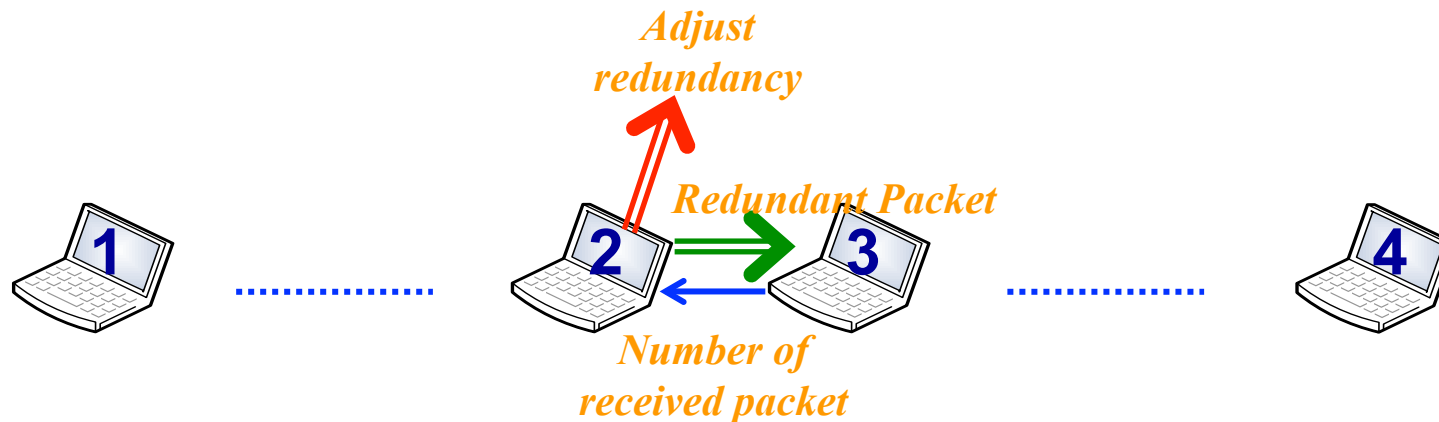 Adjust
redundancy
Redundant Packet
1
2
3
4
Number of
received packet